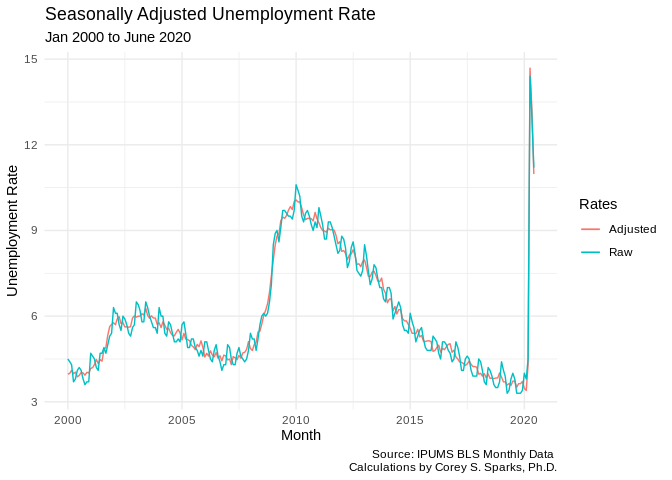 Seasonally Adjusted Unemployment Rate
Jan 2000 to June 2020
15
12
9
6
3
Unemployment Rate
2000
2005
2010
2015
2020
Month
Rates
Adjusted
Raw
Source: IPUMS BLS Monthly Data
Calculations by Corey S. Sparks, Ph.D.